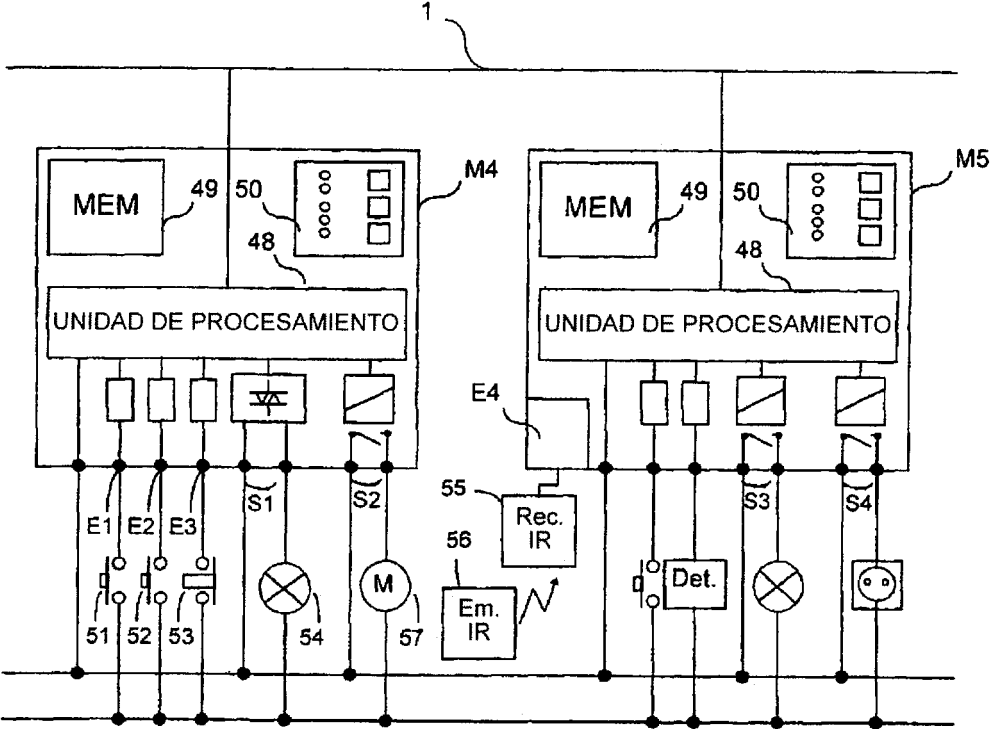 1
MEM
49
50
M4
MEM
49
50
M5
48
48
UNIDAD DE PROCESAMIENTO
UNIDAD DE PROCESAMIENTO
E4
E1
E2
E3
S1
S2
S3
S4
55
Rec.
IR
56
Em.
IR
51
52
53
54
M
57
Det.